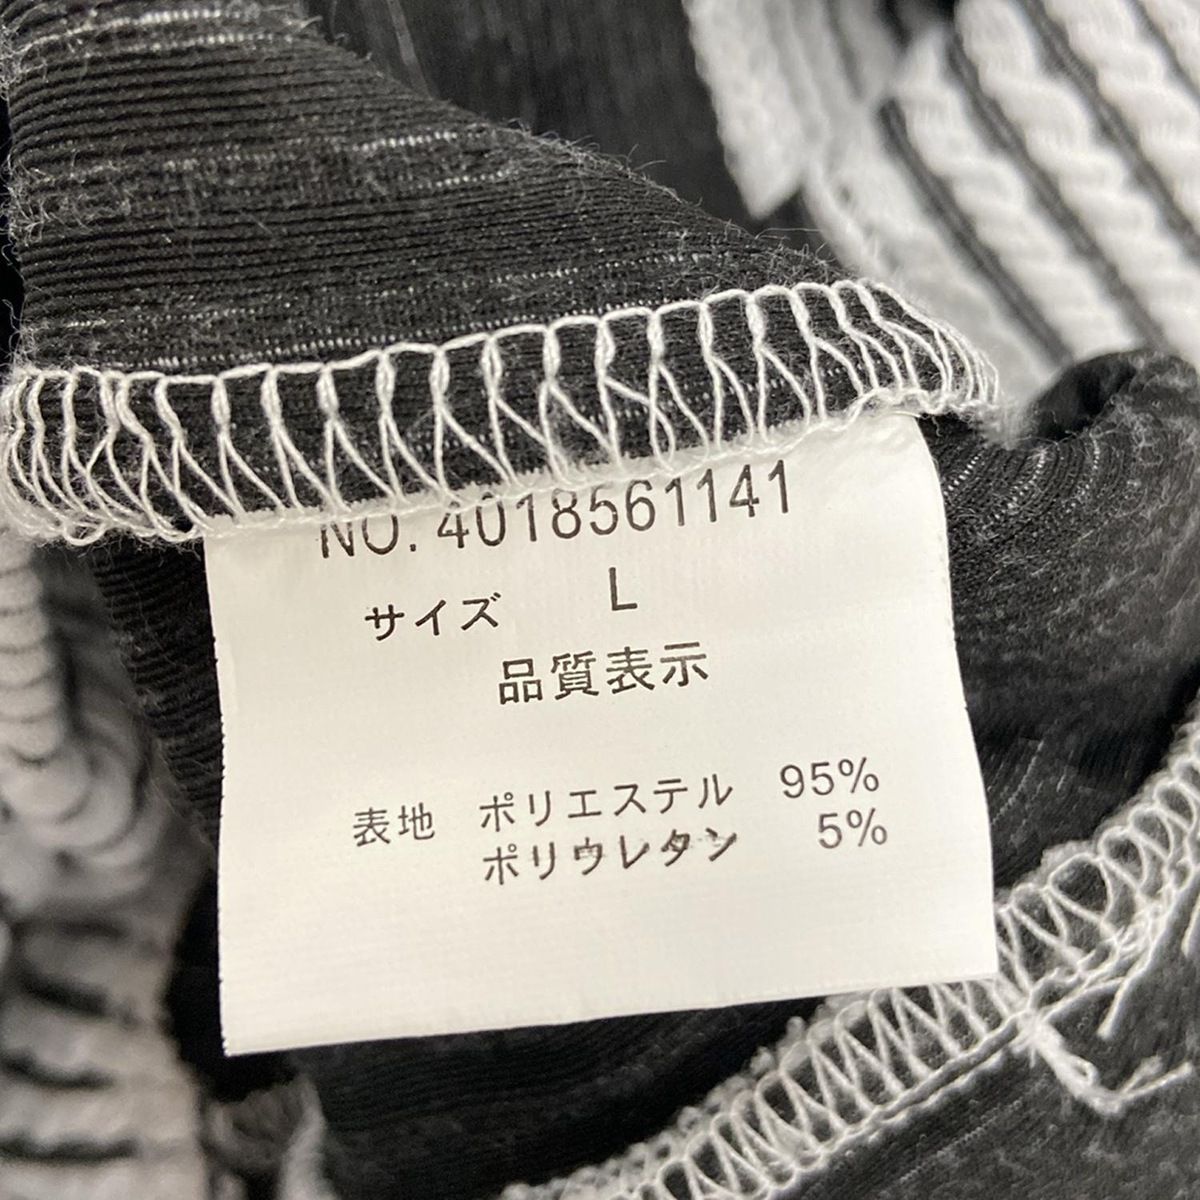 NO. 4018561141
サイズ L
品質表示
表地 ポリエステル 95%
ポリウレタン 5%